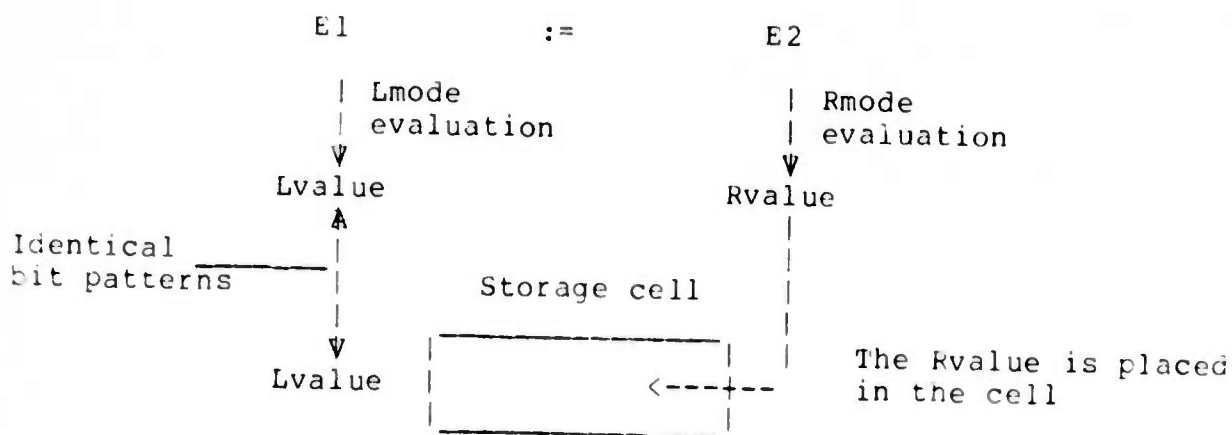 E1 := E2
Lmode
evaluation
Rmode
evaluation
Lvalue
Rvalue
Identical
bit patterns
Storage cell
Lvalue
The Rvalue is placed
in the cell